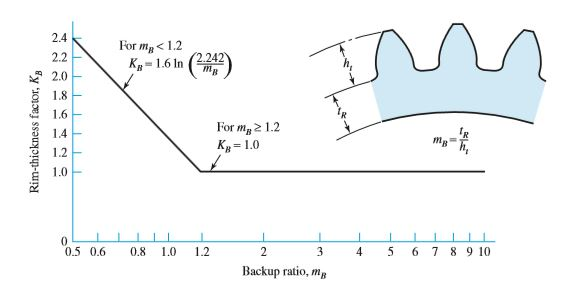 2.4
2.2
2.0
1.8
1.6
1.4
1.2
1.0
0
Rim-thickness factor, K_B
For m_B < 1.2
K_B = 1.6 ln (2.242/m_B)
For m_B ≥ 1.2
K_B = 1.0
h_t
t_R
m_B = t_R/h_t
0.5 0.6 0.8 1.0 1.2 2 3 4 5 6 7 8 9 10
Backup ratio, m_B